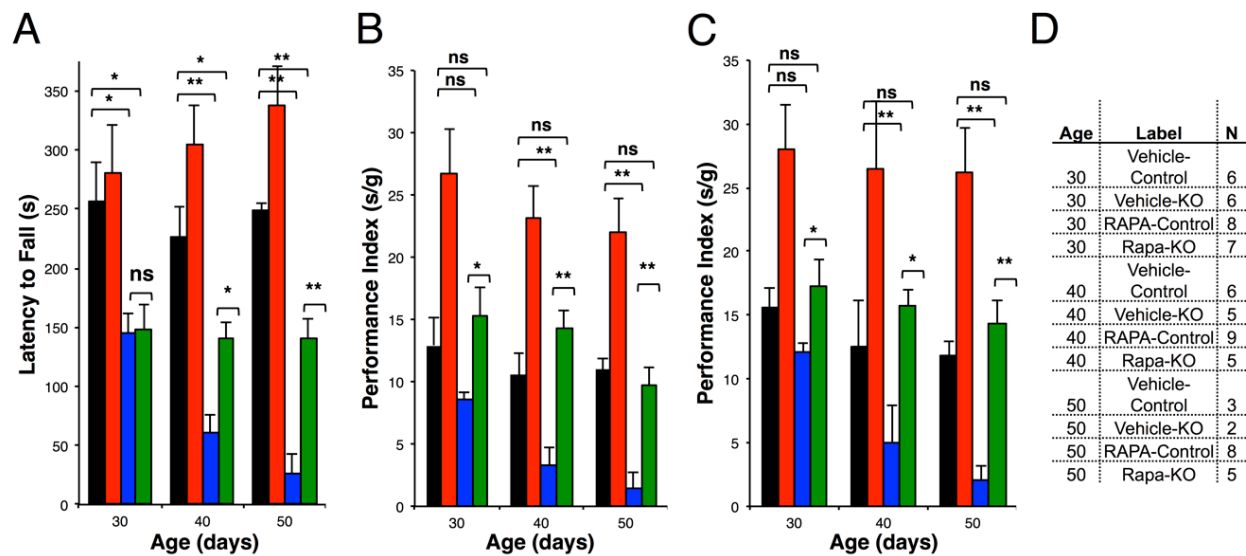 A
Latency to Fall (s)
350
300
250
200
150
100
50
0
*
*
*
**
**
**
ns
*
**
30
40
50
Age (days)
B
Performance Index (s/g)
35
30
25
20
15
10
5
0
ns
ns
ns
**
ns
**
*
**
**
30
40
50
Age (days)
C
Performance Index (s/g)
35
30
25
20
15
10
5
0
ns
ns
ns
**
ns
**
*
*
**
30
40
50
Age (days)
D
Age Label N
Vehicle-
30 Control 6
30 Vehicle-KO 6
30 RAPA-Control 8
30 Rapa-KO 7
Vehicle-
40 Control 6
40 Vehicle-KO 5
40 RAPA-Control 9
40 Rapa-KO 5
Vehicle-
50 Control 3
50 Vehicle-KO 2
50 RAPA-Control 8
50 Rapa-KO 5